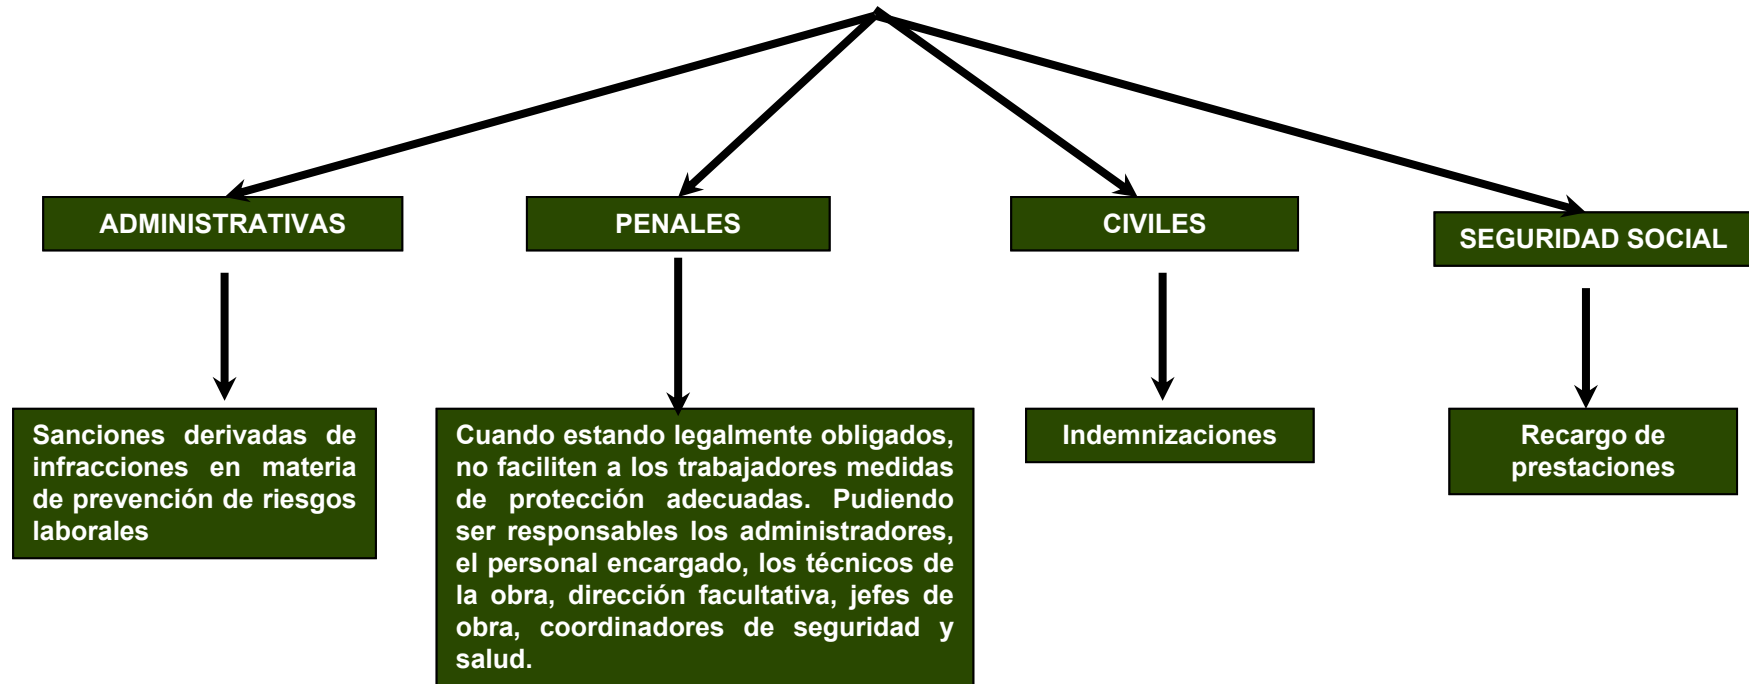 ADMINISTRATIVAS
PENALES
CIVILES
SEGURIDAD SOCIAL
Sanciones derivadas de
infracciones en materia
de prevención de riesgos
laborales
Cuando estando legalmente obligados,
no faciliten a los trabajadores medidas
de protección adecuadas. Pudiendo
ser responsables los administradores,
el personal encargado, los técnicos de
la obra, dirección facultativa, jefes de
obra, coordinadores de seguridad y
salud.
Indemnizaciones
Recargo de
prestaciones